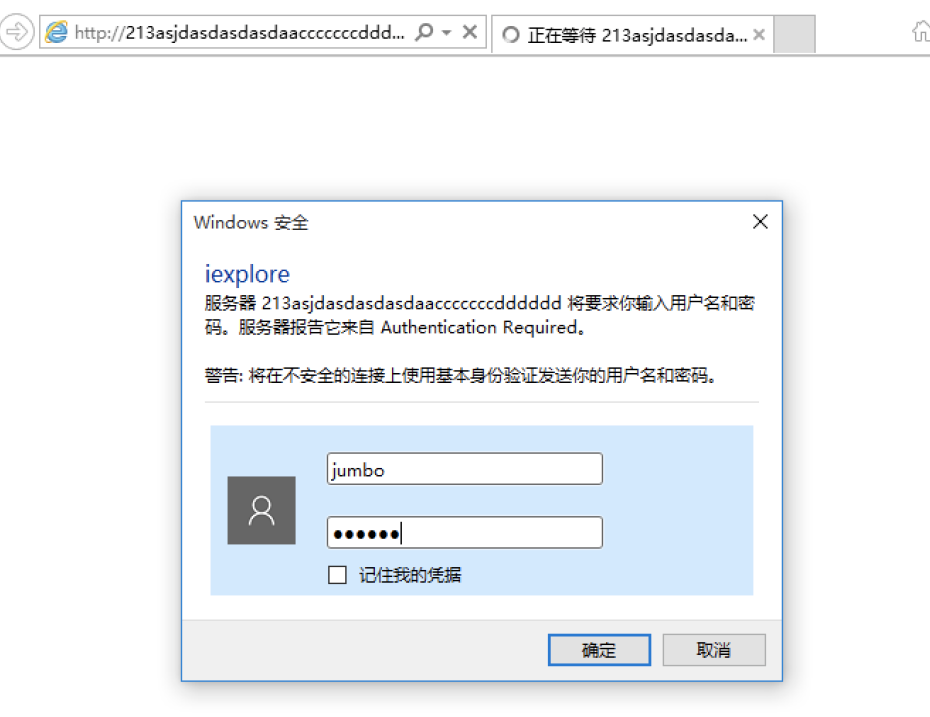 http://213asjdasdasdasdaacccccccddd...
正在等待 213asjdasdasda...
Windows 安全
iexplore
服务器 213asjdasdasdasdaacccccccdddddd 将要求你输入用户名和密
码。服务器报告它来自 Authentication Required。
警告: 将在不安全的连接上使用基本身份验证发送你的用户名和密码。
jumbo
●●●●●●
记住我的凭据
确定
取消